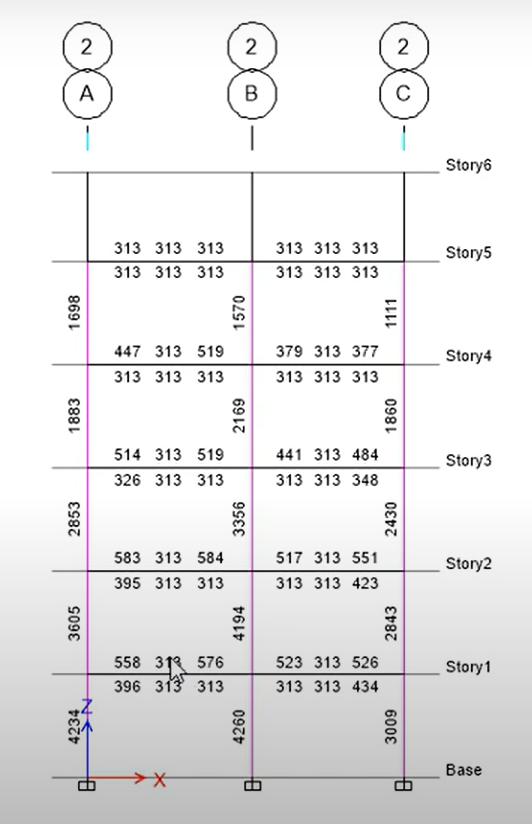 2 2 2
A B C
Story6
313 313 313 313 313 313
Story5
313 313 313 313 313 313
1698 1570 1111
447 313 519 379 313 377
Story4
313 313 313 313 313 313
1883 2169 1860
514 313 519 441 313 484
Story3
326 313 313 313 313 348
2853 3356 2430
583 313 584 517 313 551
Story2
395 313 313 313 313 423
3605 4194 2843
558 313 576 523 313 526
Story1
396 313 313 313 313 434
Z
4234 4260 3009
Base
X